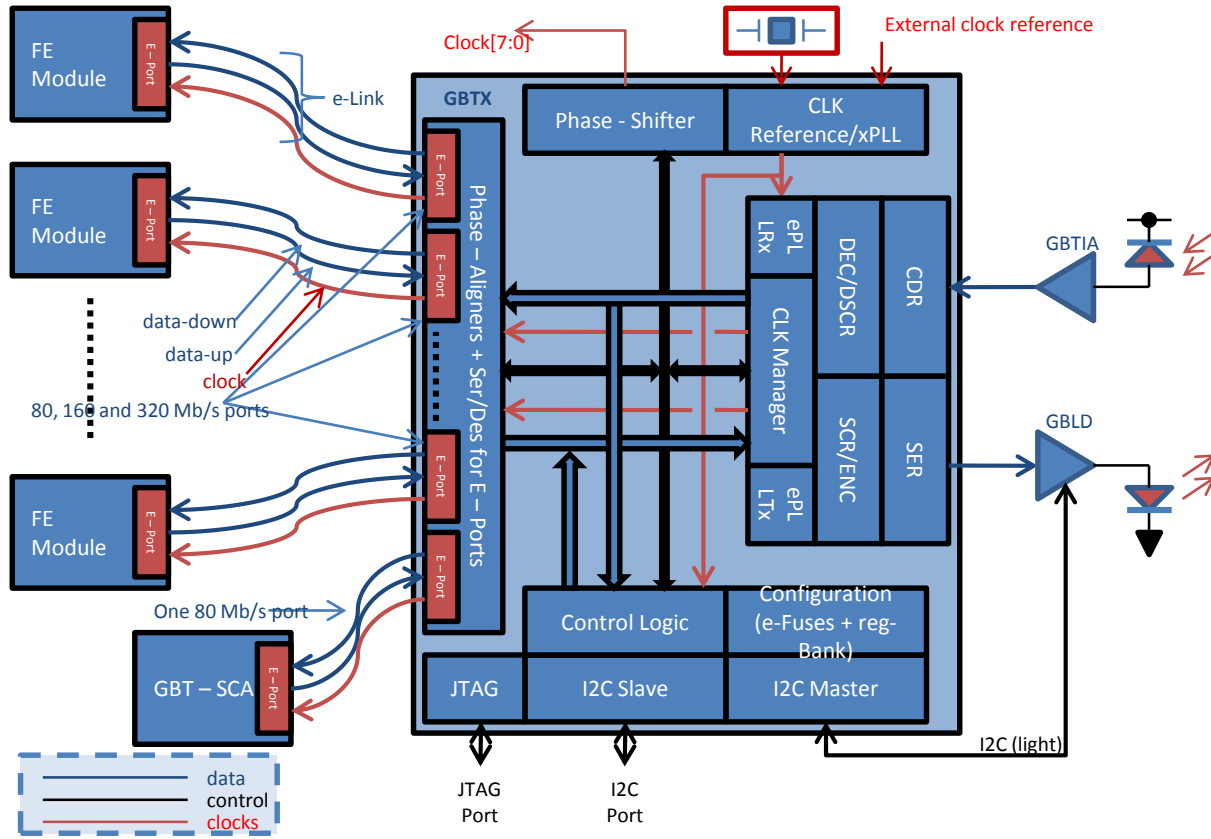 Clock[7:0]
External clock reference
FE
Module
E – Port
e-Link
GBTX
Phase - Shifter
CLK
Reference/xPLL
E – Port
FE
Module
E – Port
E – Port
Phase – Aligners + Ser/Des for E – Ports
ePL
LRx
DEC/DSCR
CDR
GBTIA
data-down
data-up
clock
80, 160 and 320 Mb/s ports
CLK Manager
FE
Module
E – Port
E – Port
SCR/ENC
SER
GBLD
ePL
LTx
E – Port
One 80 Mb/s port
GBT – SCA
E – Port
Control Logic
Configuration
(e-Fuses + reg-
Bank)
JTAG
I2C Slave
I2C Master
I2C (light)
data
control
clocks
JTAG
Port
I2C
Port